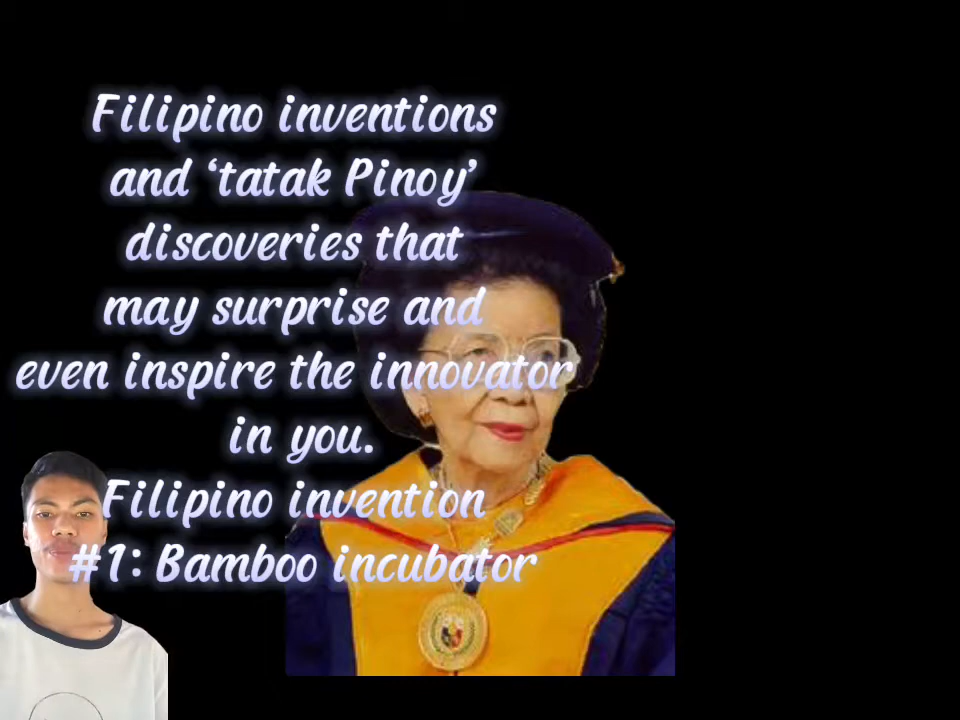 Filipino inventions
and ‘tatak Pinoy’
discoveries that
may surprise and
even inspire the innovator
in you.
Filipino invention
#1: Bamboo incubator